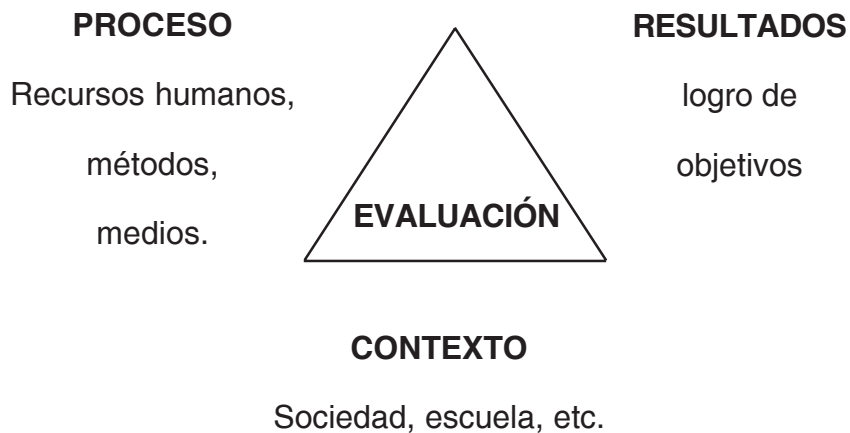 PROCESO
Recursos humanos,
métodos,
medios.
RESULTADOS
logro de
objetivos
EVALUACIÓN
CONTEXTO
Sociedad, escuela, etc.